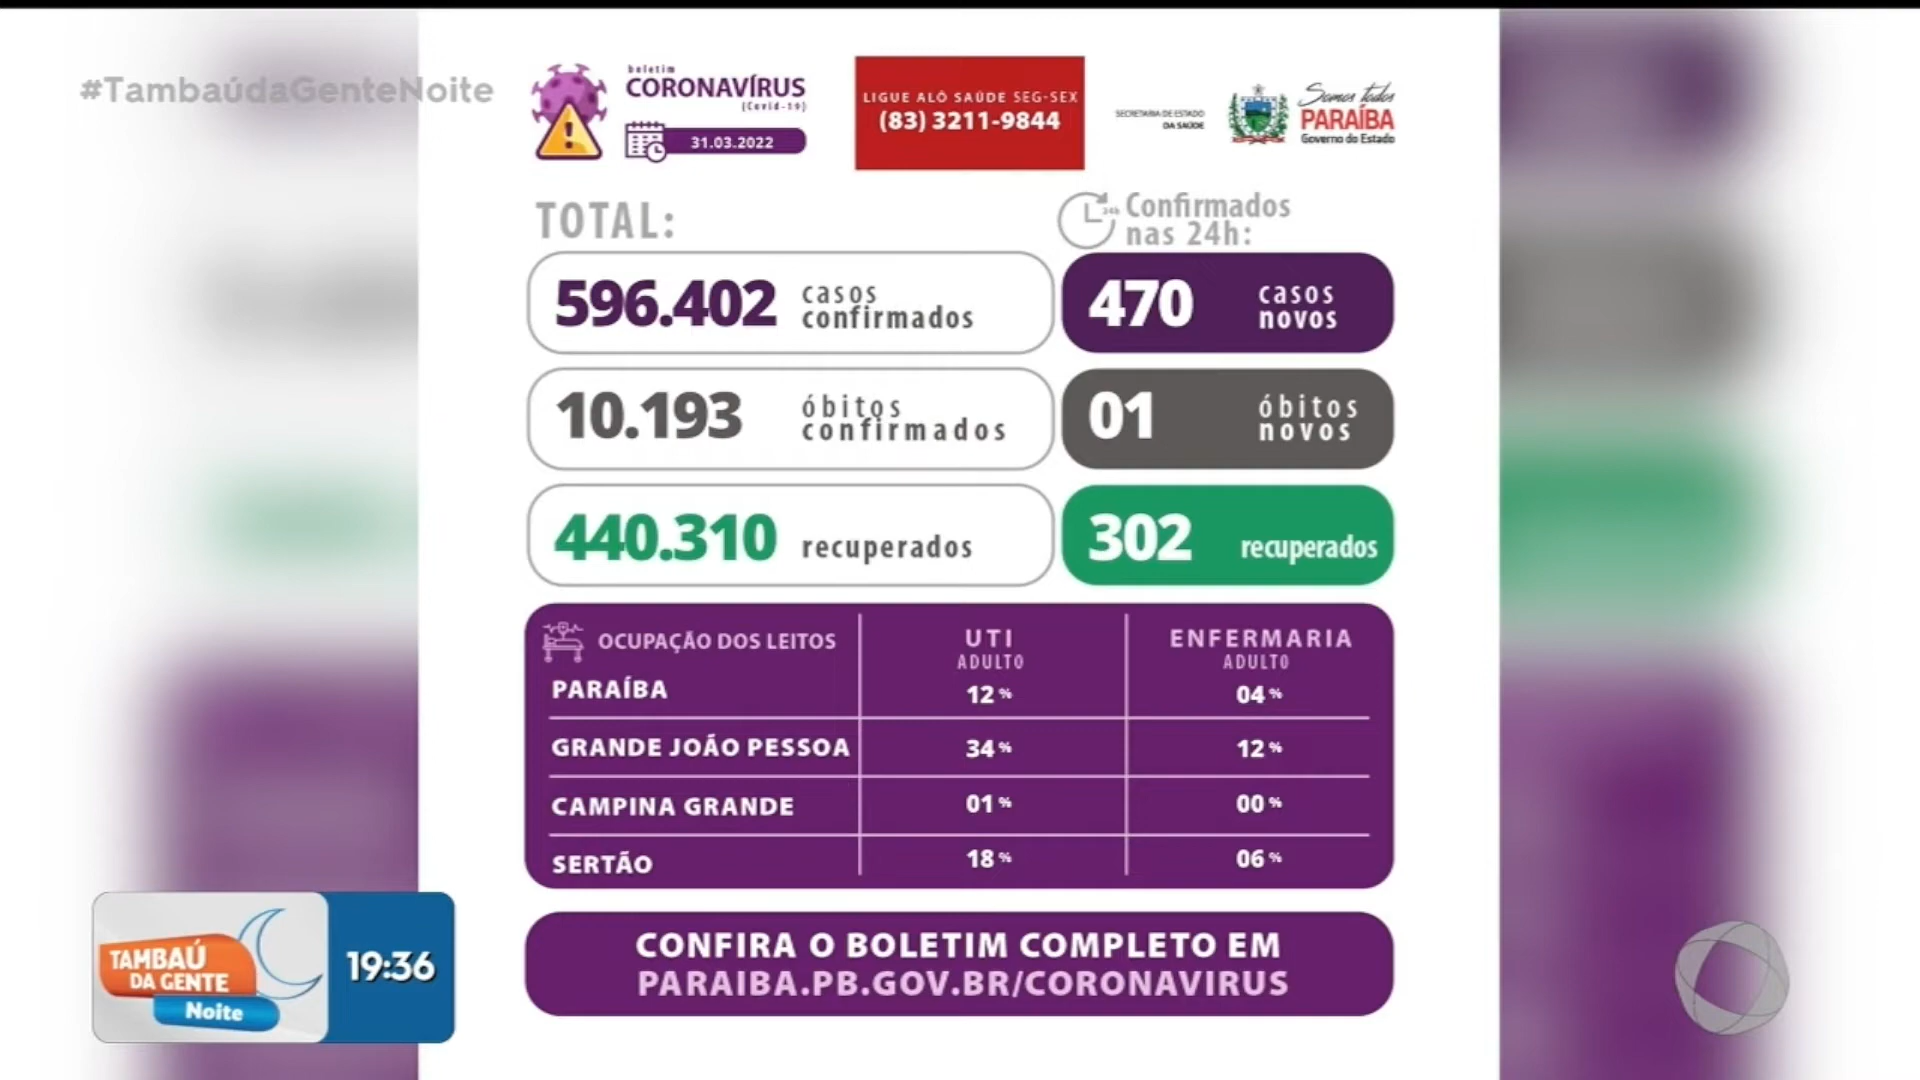 #TambaúdaGenteNoite
boletim
CORONAVÍRUS
(Covid-19)
31.03.2022
LIGUE ALÔ SAÚDE SEG-SEX
(83) 3211-9844
SECRETARIA DE ESTADO
DA SAÚDE
Somos todos
PARAÍBA
Governo do Estado
TOTAL:
24h
Confirmados
nas 24h:
596.402 casos
confirmados
470 casos
novos
10.193 óbitos
confirmados
01 óbitos
novos
440.310 recuperados
302 recuperados
OCUPAÇÃO DOS LEITOS
UTI
ADULTO
ENFERMARIA
ADULTO
PARAÍBA 12% 04%
GRANDE JOÃO PESSOA 34% 12%
CAMPINA GRANDE 01% 00%
SERTÃO 18% 06%
CONFIRA O BOLETIM COMPLETO EM
PARAIBA.PB.GOV.BR/CORONAVIRUS
TAMBAÚ
DA GENTE
Noite
19:36